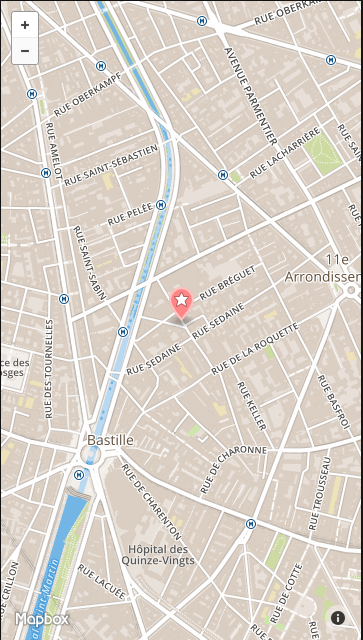 +
RUE OBERKAMPF
−
AVENUE PARMENTIER
RUE OBERKAMPF
RUE AMELOT
RUE LACHARRIÈRE
RUE SAINT-SÉBASTIEN
RUE PELÉE
RUE SAINT-SABIN
11e
Arrondissem
RUE BRÉGUET
RUE SEDAINE
RUE DES TOURNELLES
RUE SEDAINE
RUE DE LA ROQUETTE
ce des
osges
RUE KELLER
RUE BASFROI
Bastille
RUE DE CHARONNE
RUE DE CHARENTON
RUE TROUSSEAU
Hôpital des
Quinze-Vingts
RUE LACUÉE
RUE CRILLON
RUE DE COTTE
Saint-Martin
Mapbox
i